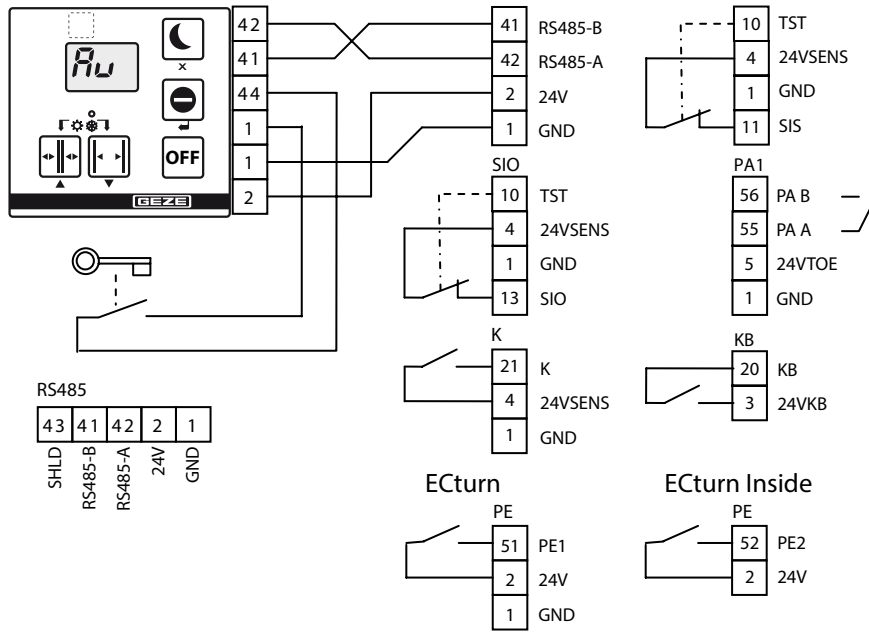 Au
×
OFF
GEZE
42
41
44
1
1
2
41 RS485-B
42 RS485-A
2 24V
1 GND
10 TST
4 24VSENS
1 GND
11 SIS
SIO
10 TST
4 24VSENS
1 GND
13 SIO
PA1
56 PA B
55 PA A
5 24VTOE
1 GND
K
21 K
4 24VSENS
1 GND
KB
20 KB
3 24VKB
RS485
43 41 42 2 1
SHLD
RS485-B
RS485-A
24V
GND
ECturn
PE
51 PE1
2 24V
1 GND
ECturn Inside
PE
52 PE2
2 24V